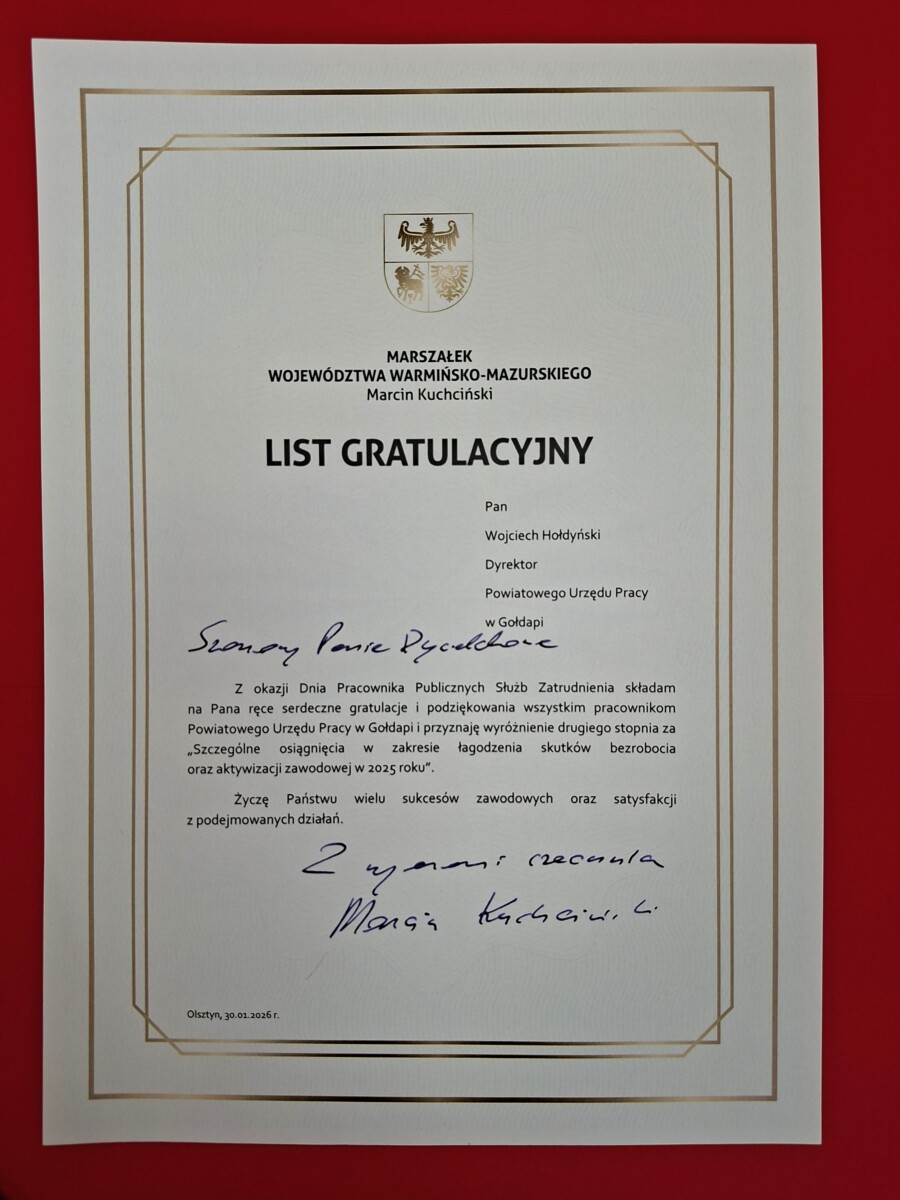 MARSZAŁEK
WOJEWÓDZTWA WARMIŃSKO-MAZURSKIEGO
Marcin Kuchciński
LIST GRATULACYJNY
Pan
Wojciech Hołdyński
Dyrektor
Powiatowego Urzędu Pracy
w Gołdapi
Szanowny Panie Dyrektorze
Z okazji Dnia Pracownika Publicznych Służb Zatrudnienia składam
na Pana ręce serdeczne gratulacje i podziękowania wszystkim pracownikom
Powiatowego Urzędu Pracy w Gołdapi i przyznaję wyróżnienie drugiego stopnia za
„Szczególne osiągnięcia w zakresie łagodzenia skutków bezrobocia
oraz aktywizacji zawodowej w 2025 roku”.
Życzę Państwu wielu sukcesów zawodowych oraz satysfakcji
z podejmowanych działań.
Z wyrazami szacunku
Marcin Kuchciński
Olsztyn, 30.01.2026 r.